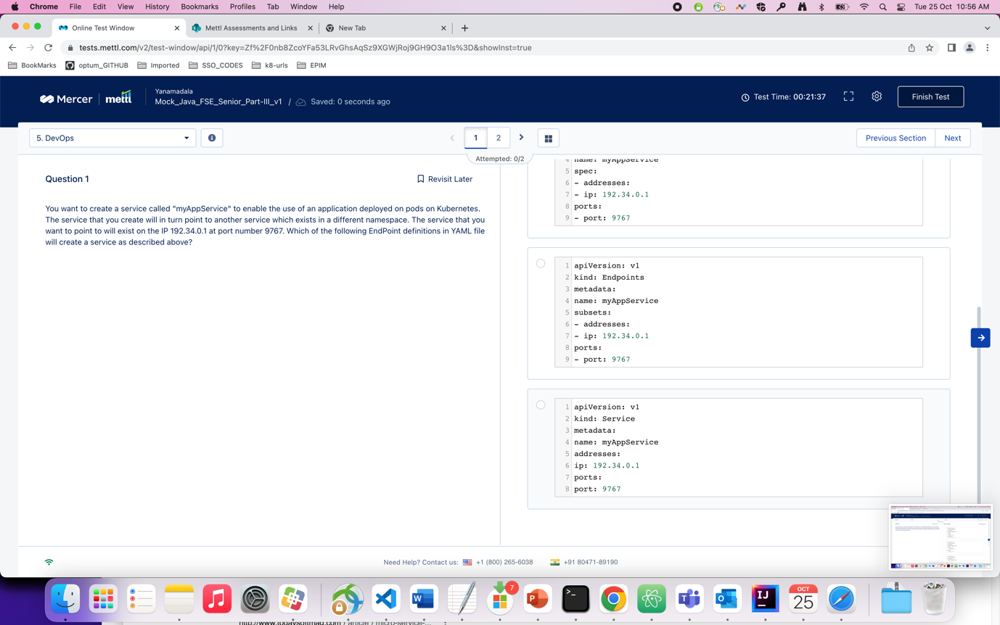 Chrome File Edit View History Bookmarks Profiles Tab Window Help Tue 25 Oct 10:56 AM
Online Test Window Mettl Assessments and Links New Tab
tests.mettl.com/v2/test-window/api/1/0?key=Zf%2F0nb8ZcoYFa53LRvGhsAqSz9XGWjRoj9GH9O3a1ls%3D&showInst=true
BookMarks optum_GITHUB Imported SSO_CODES k8-urls EPIM
Mercer mettl
Yanamadala
Mock_Java_FSE_Senior_Part-III_v1 / Saved: 0 seconds ago
Test Time: 00:21:37
Finish Test
5. DevOps
1 2
Previous Section Next
Attempted: 0/2
Question 1
Revisit Later
You want to create a service called "myAppService" to enable the use of an application deployed on pods on Kubernetes.
The service that you create will in turn point to another service which exists in a different namespace. The service that you
want to point to will exist on the IP 192.34.0.1 at port number 9767. Which of the following EndPoint definitions in YAML file
will create a service as described above?
4 name: myAppService
5 spec:
6 - addresses:
7 - ip: 192.34.0.1
8 ports:
9 - port: 9767
1 apiVersion: v1
2 kind: Endpoints
3 metadata:
4 name: myAppService
5 subsets:
6 - addresses:
7 - ip: 192.34.0.1
8 ports:
9 - port: 9767
1 apiVersion: v1
2 kind: Service
3 metadata:
4 name: myAppService
5 addresses:
6 ip: 192.34.0.1
7 ports:
8 port: 9767
Need Help? Contact us: +1 (800) 265-6038 +91 80471-89190
7
OCT
25